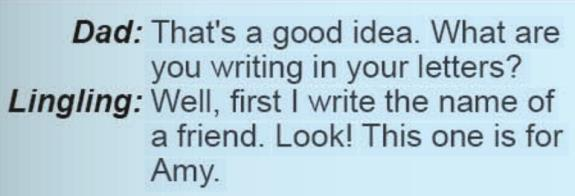 Dad: That's a good idea. What are
you writing in your letters?
Lingling: Well, first I write the name of
a friend. Look! This one is for
Amy.